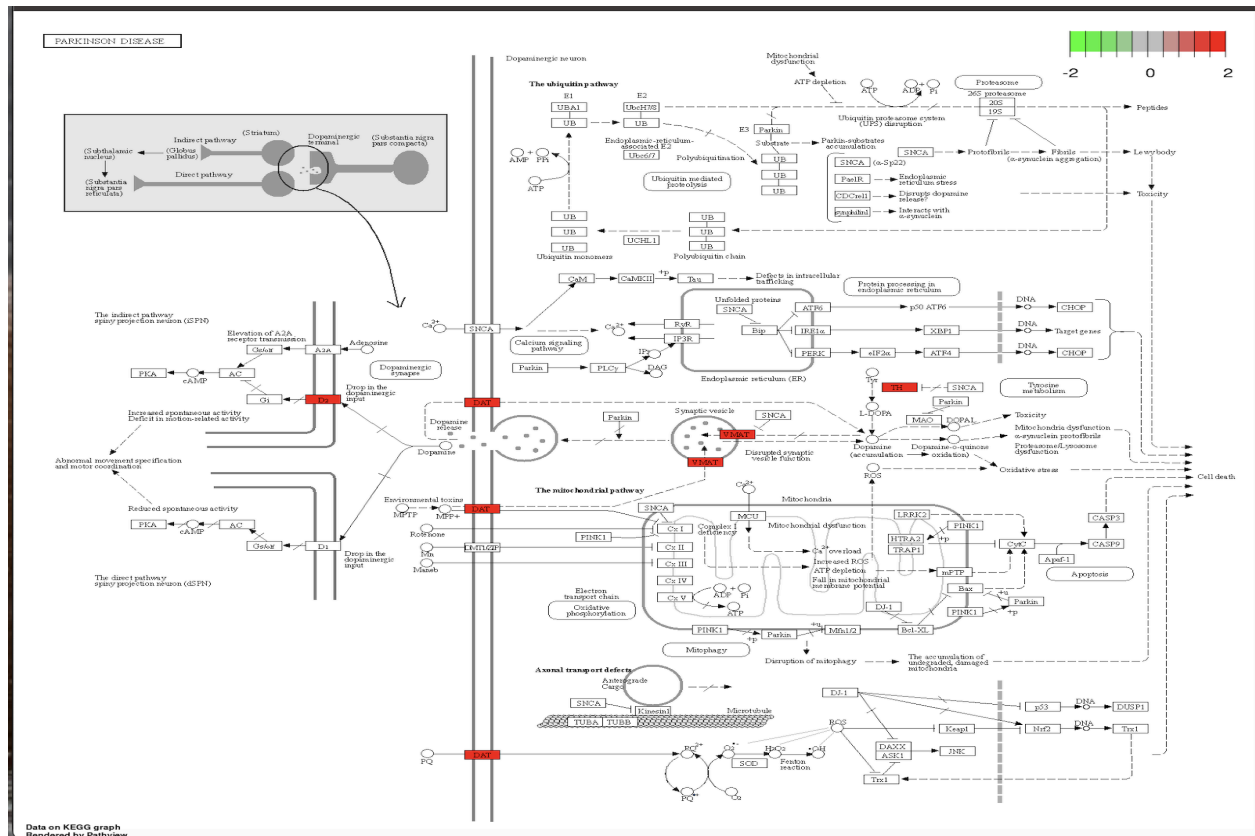 PARKINSON DISEASE
-2 0 2
Dopaminergic neuron
The ubiquitin pathway
E1
E2
UBA1
UbcH7/8
UB
UB
Endoplasmic-reticulum-
associated E2
Ubc6/7
Polyubiquitination
Ubiquitin mediated
proteolysis
AMP + PPi
ATP
Mitochondrial
dysfunction
ATP depletion
ATP
ADP + Pi
Ubiquitin proteasome system
(UPS) disruption
Proteasome
26S proteasome
20S
19S
Peptides
E3
Parkin
Substrate
UB
UB
UB
Parkin-substrates
accumulation
SNCA
(α-Sp22)
PaelR
Endoplasmic
reticulum stress
CDCrel1
Disrupts dopamine
release?
synphilin1
Interacts with
α-synuclein
SNCA
Protofibrils
Fibrils
(α-synuclein aggregation)
Lewy body
Toxicity
UB
UB
UB
Ubiquitin monomers
UCHL1
UB
UB
UB
Polyubiquitin chain
Indirect pathway
(Striatum)
Dopaminergic
terminal
(Substantia nigra
pars compacta)
(Subthalamic
nucleus)
(Globus
pallidus)
Direct pathway
(Substantia
nigra pars
reticulata)
CaM
CaMKII
+p
Tau
Defects in intracellular
trafficking
Protein processing in
endoplasmic reticulum
Ca2+
SNCA
Calcium signaling
pathway
Ca2+
RyR
IP3R
IP3
DAG
Parkin
PLCγ
Unfolded proteins
SNCA
Bip
ATF6
IRE1α
PERK
p50 ATF6
XBP1
eIF2α
ATF4
DNA
CHOP
DNA
Target genes
DNA
CHOP
Endoplasmic reticulum (ER)
The indirect pathway
spiny projection neuron (iSPN)
Elevation of A2A
receptor transmission
Gs/olf
A2A
Adenosine
PKA
cAMP
AC
Gi
D2
Drop in the
dopaminergic
input
Dopaminergic
synapse
Increased spontaneous activity
Deficit in motion-related activity
Abnormal movement specification
and motor coordination
Reduced spontaneous activity
PKA
cAMP
AC
Gs/olf
D1
Drop in the
dopaminergic
input
The direct pathway
spiny projection neuron (dSPN)
DAT
Dopamine
release
Dopamine
Parkin
Synaptic vesicle
VMAT
VMAT
SNCA
Disrupted synaptic
vesicle function
Tyr
TH
SNCA
Tyrosine
metabolism
L-DOPA
Parkin
MAO
DOPAL
Toxicity
Dopamine
(accumulation
Dopamine-o-quinone
oxidation)
Mitochondria dysfunction
α-synuclein protofibrils
Proteasome/Lysosome
dysfunction
Oxidative stress
ROS
Cell death
Environmental toxins
MPTP
MPP+
DAT
Rotenone
Mn
Maneb
DMT1/ZIP
The mitochondrial pathway
SNCA
PINK1
Cx I
Cx II
Cx III
Cx IV
Cx V
Complex I
deficiency
ADP
Pi
ATP
Electron
transport chain
Oxidative
phosphorylation
Ca2+
MCU
Mitochondria
Mitochondrial dysfunction
Ca2+ overload
Increased ROS
ATP depletion
Fall in mitochondrial
membrane potential
LRRK2
PINK1
HTRA2
+p
TRAP1
CytC
mPTP
Bax
DJ-1
Bcl-XL
PINK1
+u
+p
Parkin
Apaf-1
CASP3
CASP9
Apoptosis
PINK1
+p
Parkin
+u
Mfn1/2
Mitophagy
Disruption of mitophagy
The accumulation of
undegraded, damaged
mitochondria
Axonal transport defects
Anterograde
Cargo
SNCA
Kinesin1
TUBA
TUBB
Microtubule
PQ
DAT
PQ2+
PQ•+
O2•-
O2
SOD
H2O2
•OH
Fenton
reaction
ROS
DJ-1
DAXX
ASK1
JNK
Trx1
Keap1
p53
DNA
DUSP1
Nrf2
DNA
Trx1
Data on KEGG graph
Rendered by Pathview